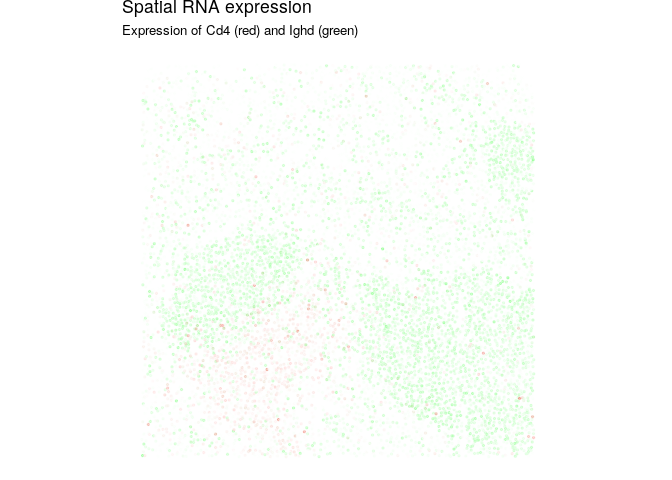 Spatial RNA expression
Expression of Cd4 (red) and Ighd (green)